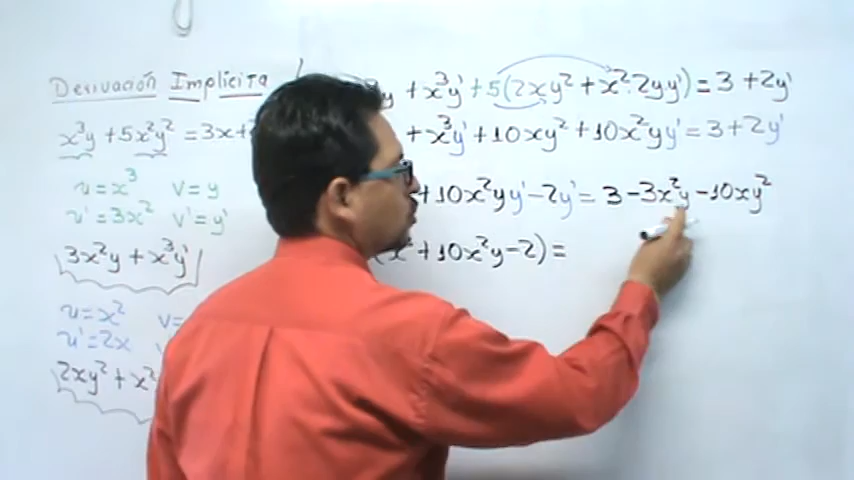 Derivación Implícita
x³y + 5x²y² = 3x+
u = x³ v = y
u' = 3x² v' = y'
3x²y + x³y'
u = x² v =
u' = 2x
2xy² + x²
y + x³y' + 5(2xy² + x²·2yy') = 3 + 2y'
+ x³y' + 10xy² + 10x²yy' = 3 + 2y'
+ 10x²yy' - 2y' = 3 - 3x²y - 10xy²
+ 10x²y - 2) =